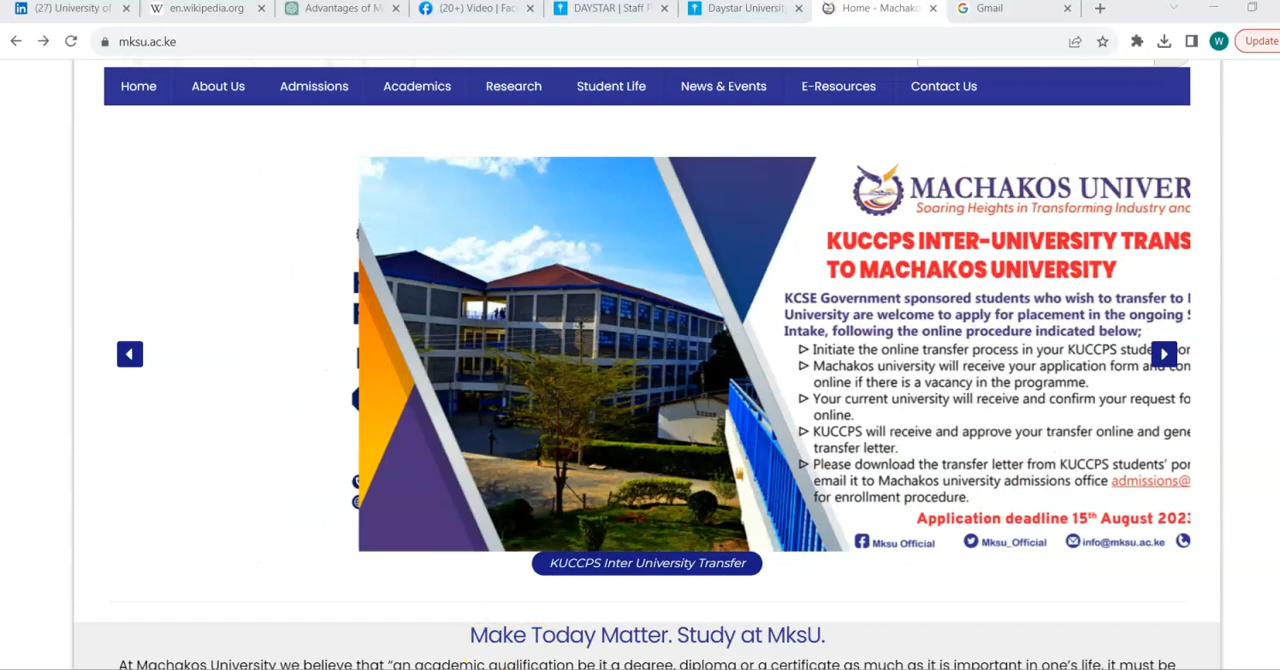 (27) University of
en.wikipedia.org
Advantages of M
(20+) Video | Fac
DAYSTAR | Staff P
Daystar University
Home - Machako
Gmail
mksu.ac.ke
W
Update
Home About Us Admissions Academics Research Student Life News & Events E-Resources Contact Us
MACHAKOS UNIVER
Soaring Heights in Transforming Industry and
KUCCPS INTER-UNIVERSITY TRANS
TO MACHAKOS UNIVERSITY
KCSE Government sponsored students who wish to transfer to
University are welcome to apply for placement in the ongoing S
Intake, following the online procedure indicated below;
Initiate the online transfer process in your KUCCPS
Machakos university will receive your application form and
online if there is a vacancy in the programme.
Your current university will receive and confirm your request fo
online.
KUCCPS will receive and approve your transfer online and gene
transfer letter.
Please download the transfer letter from KUCCPS students' por
email it to Machakos university admissions office admissions@
for enrollment procedure.
Application deadline 15th August 2023
Mksu Official Mksu_Official info@mksu.ac.ke
KUCCPS Inter University Transfer
Make Today Matter. Study at MksU.
At Machakos University we believe that "an academic qualification be it a degree, diploma or a certificate as much as it is important in one's life, it must be